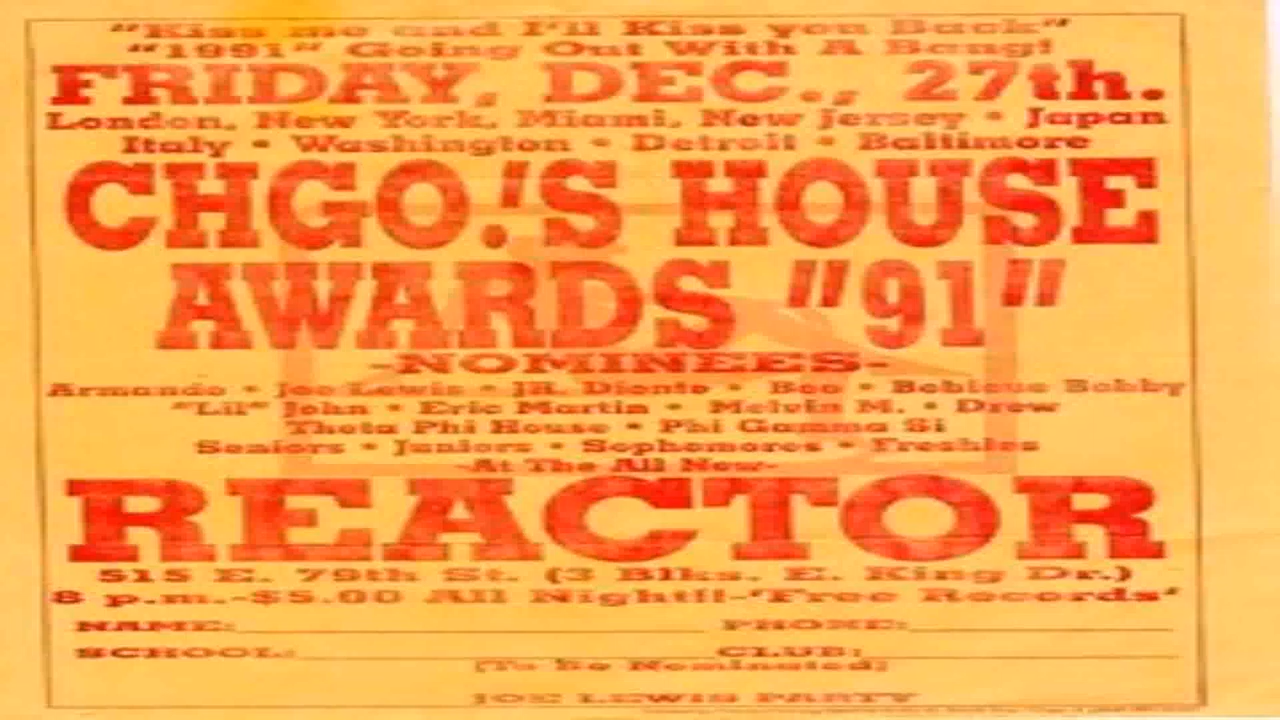 "Kiss me and I'll Kiss you Back"
"1991" Going Out With A Bang!
FRIDAY, DEC., 27th.
London, New York, Miami, New Jersey • Japan
Italy • Washington • Detroit • Baltimore
CHGO.'S HOUSE
AWARDS "91"
-NOMINEES-
Armando • Joe Lewis • JR. Dionte • Boo • Bobby
"Lil" John • Eric Martin • Melvin M. • Drew
Theta Phi House • Phi Gamma Si
Seniors • Juniors • Sophomores • Freshies
-At The All New-
REACTOR
515 E. 79th St. (3 Blks. E. King Dr.)
8 p.m.-$5.00 All Night!!-'Free Records'
NAME: PHONE:
SCHOOL: CLUB:
(To Be Nominated)
JOE LEWIS PARTY